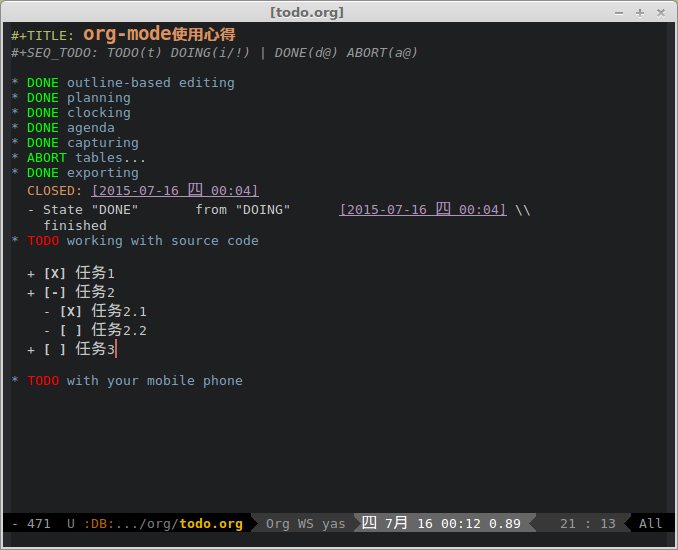 [todo.org]
#+TITLE: org-mode使用心得
#+SEQ_TODO: TODO(t) DOING(i/!) | DONE(d@) ABORT(a@)
* DONE outline-based editing
* DONE planning
* DONE clocking
* DONE agenda
* DONE capturing
* ABORT tables...
* DONE exporting
CLOSED: [2015-07-16 四 00:04]
- State "DONE" from "DOING" [2015-07-16 四 00:04] \\
finished
* TODO working with source code
+ [X] 任务1
+ [-] 任务2
- [X] 任务2.1
- [ ] 任务2.2
+ [ ] 任务3
* TODO with your mobile phone
- 471 U :DB:.../org/todo.org Org WS yas 四 7月 16 00:12 0.89 21 : 13 All